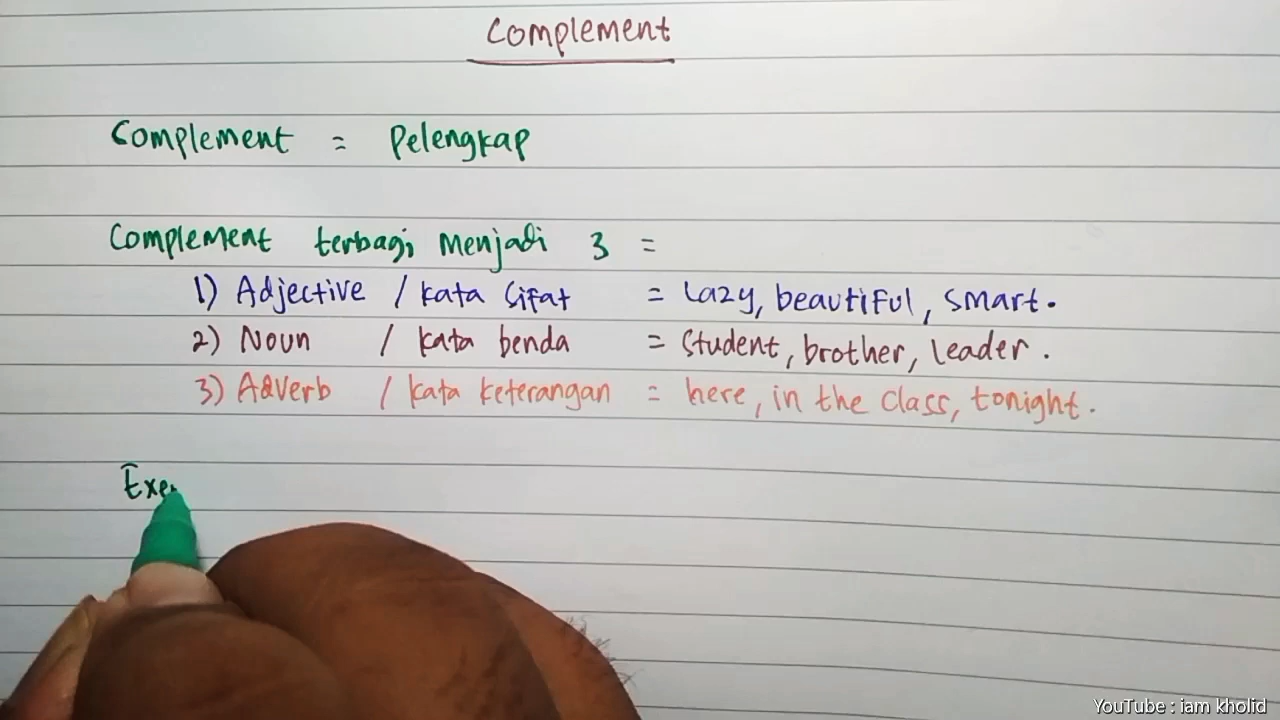 Complement
Complement = Pelengkap
Complement terbagi menjadi 3 =
1) Adjective / kata sifat = Lazy, beautiful, smart.
2) Noun / kata benda = Student, brother, leader.
3) Adverb / kata keterangan = here, in the class, tonight.
YouTube : iam kholid